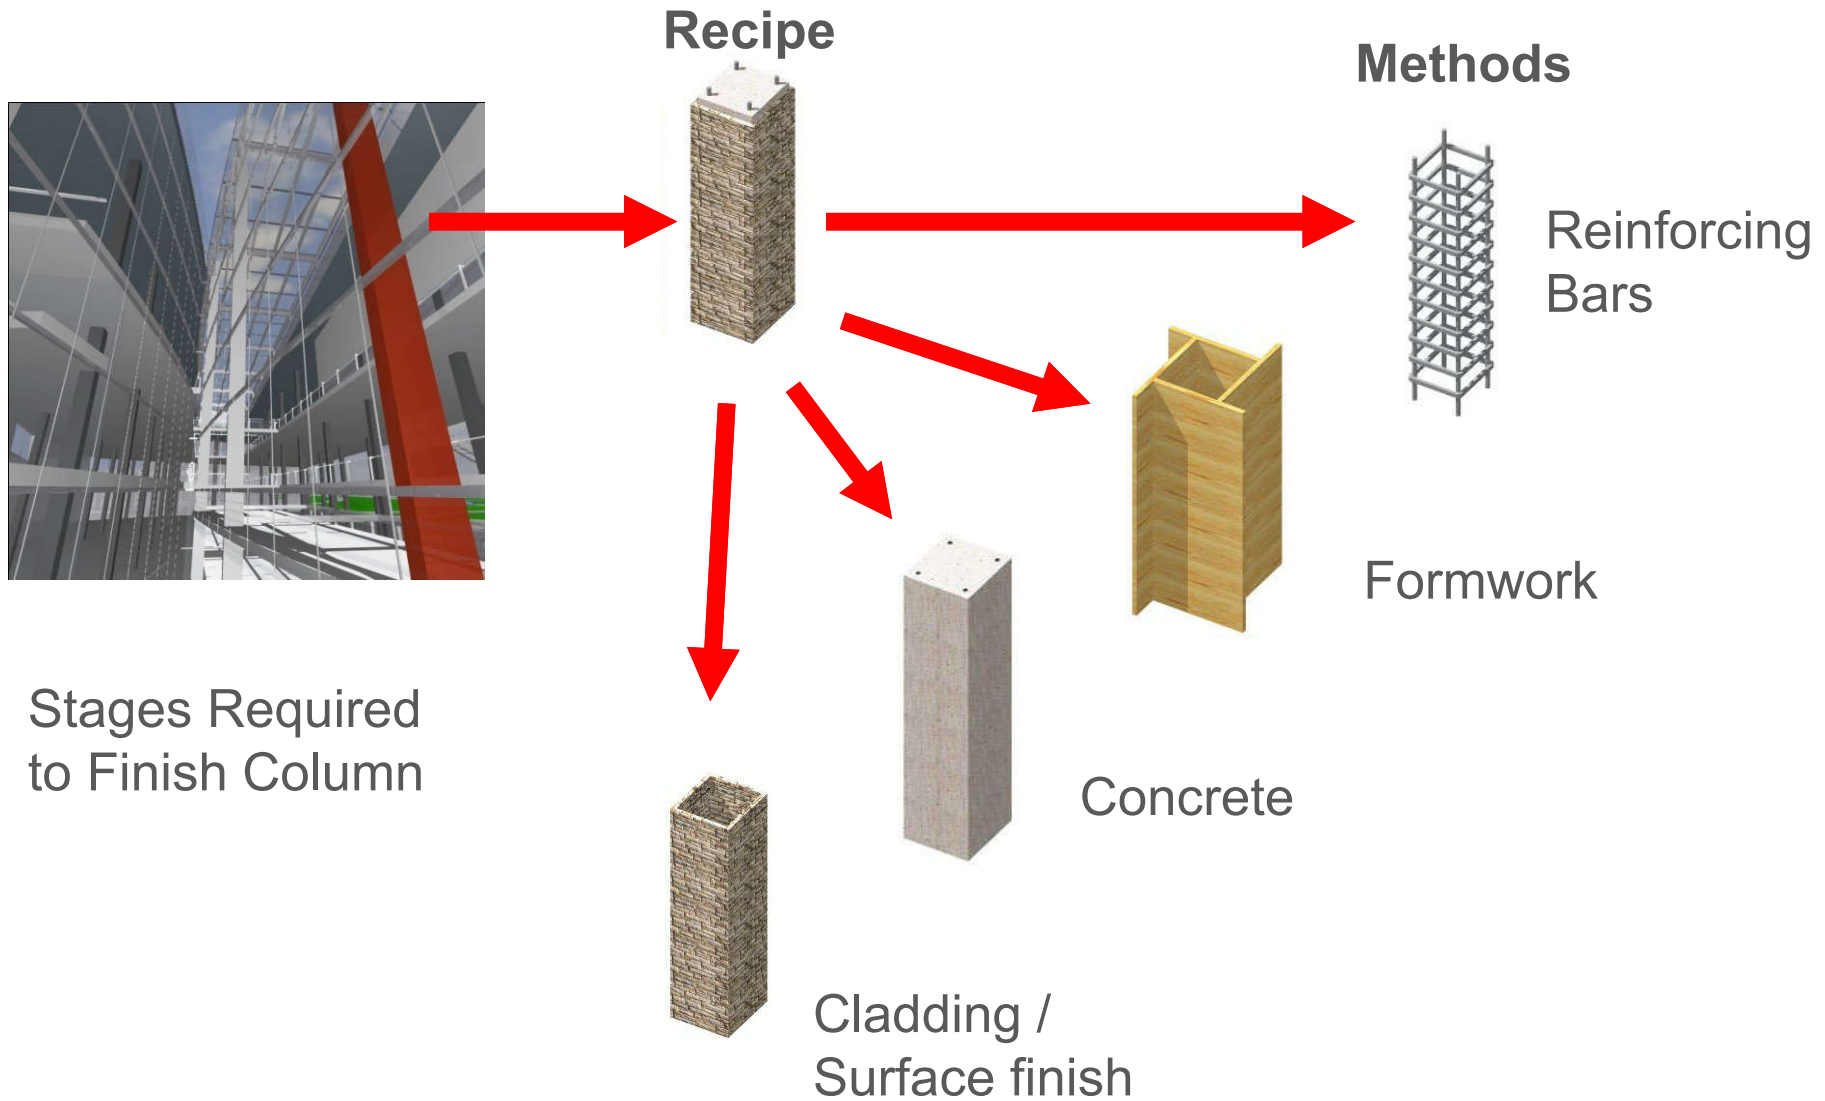 Recipe
Methods
Reinforcing
Bars
Formwork
Stages Required
to Finish Column
Concrete
Cladding /
Surface finish